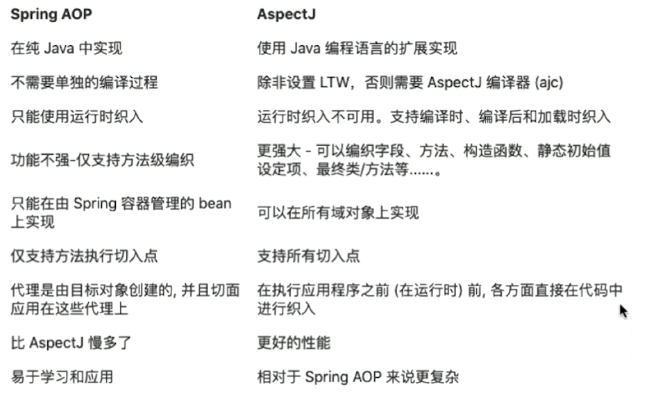 Spring AOP AspectJ
在纯 Java 中实现 使用 Java 编程语言的扩展实现
不需要单独的编译过程 除非设置 LTW，否则需要 AspectJ 编译器 (ajc)
只能使用运行时织入 运行时织入不可用。支持编译时、编译后和加载时织入
功能不强-仅支持方法级编织 更强大 - 可以编织字段、方法、构造函数、静态初始值
设定项、最终类/方法等......。
只能在由 Spring 容器管理的 bean
上实现 可以在所有域对象上实现
仅支持方法执行切入点 支持所有切入点
代理是由目标对象创建的, 并且切面 在执行应用程序之前 (在运行时) 前, 各方面直接在代码中
应用在这些代理上 进行织入
比 AspectJ 慢多了 更好的性能
易于学习和应用 相对于 Spring AOP 来说更复杂